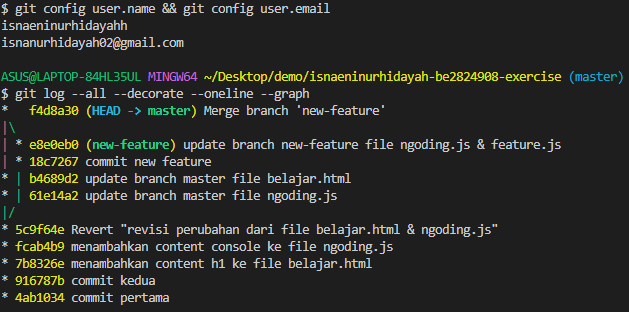 $ git config user.name && git config user.email
isnaeninurhidayahh
isnanurhidayah02@gmail.com
ASUS@LAPTOP-84HL35UL MINGW64 ~/Desktop/demo/isnaeninurhidayah-be2824908-exercise (master)
$ git log --all --decorate --oneline --graph
*   f4d8a30 (HEAD -> master) Merge branch 'new-feature'
|\
| * e8e0eb0 (new-feature) update branch new-feature file ngoding.js & feature.js
| * 18c7267 commit new feature
* | b4689d2 update branch master file belajar.html
* | 61e14a2 update branch master file ngoding.js
|/
* 5c9f64e Revert "revisi perubahan dari file belajar.html & ngoding.js"
* fcab4b9 menambahkan content console ke file ngoding.js
* 7b8326e menambahkan content h1 ke file belajar.html
* 916787b commit kedua
* 4ab1034 commit pertama